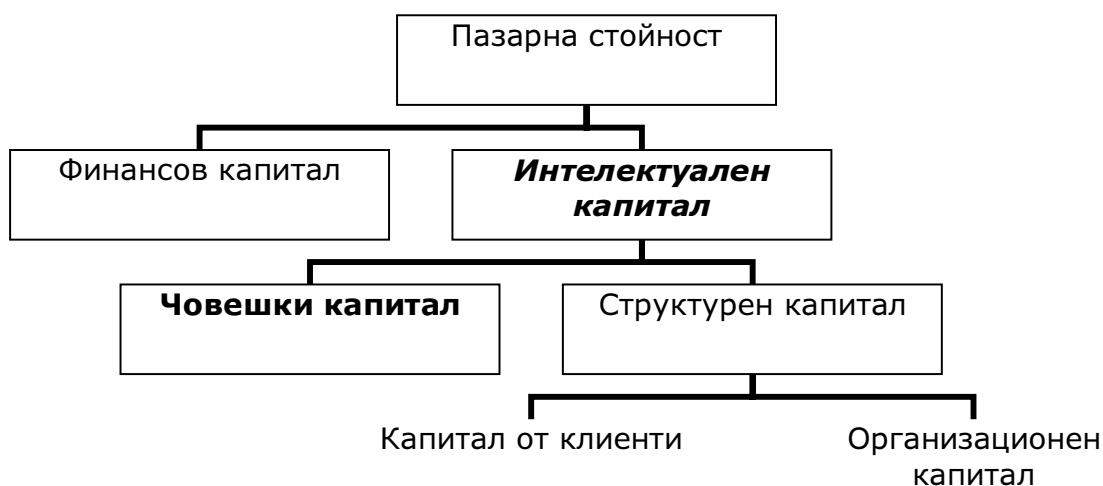 Пазарна стойност
Финансов капитал
Интелектуален
капитал
Човешки капитал
Структурен капитал
Капитал от клиенти
Организационен
капитал